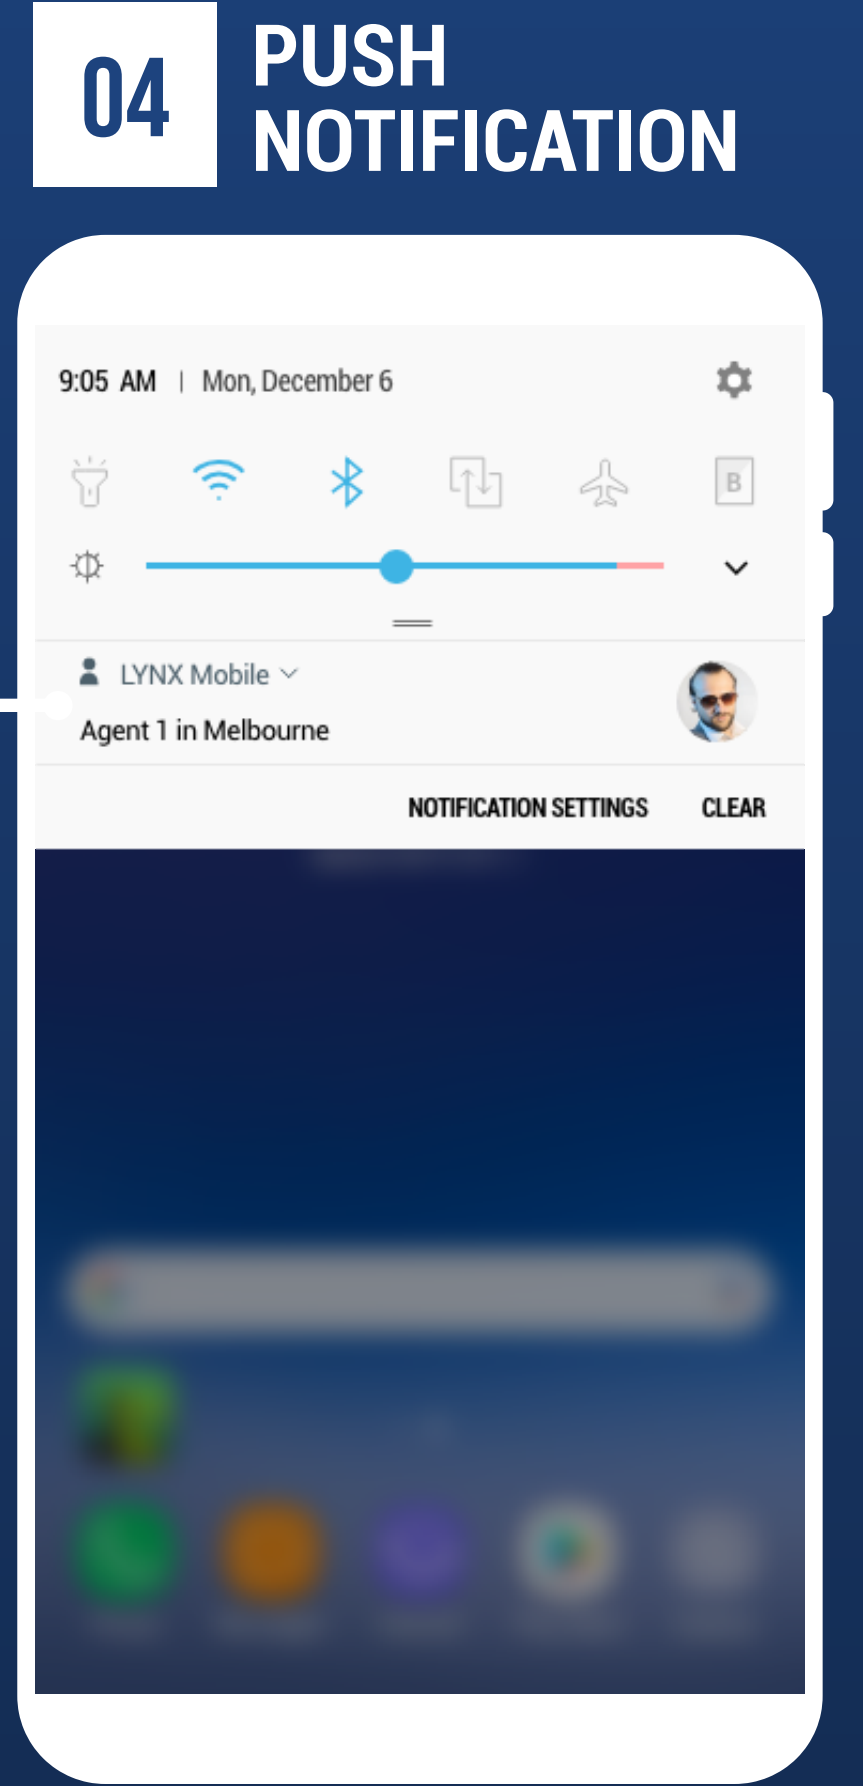 04
PUSH
NOTIFICATION
9:05 AM | Mon, December 6
B
LYNX Mobile
Agent 1 in Melbourne
NOTIFICATION SETTINGS CLEAR